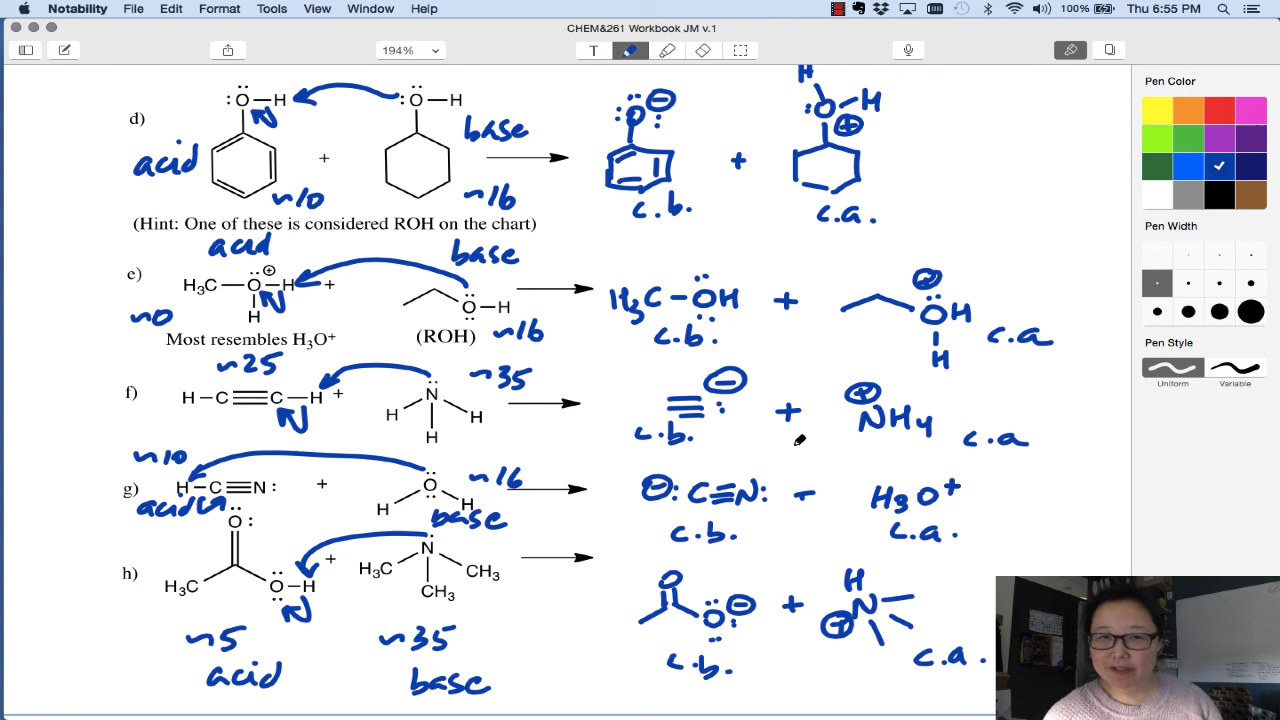 Notability File Edit Format Tools View Window Help 100% Thu 6:55 PM
CHEM&261 Workbook JM v.1
194%
T
Pen Color
Pen Width
Pen Style
Uniform Variable
d)
O—H
O—H
acid
base
+
~10
~16
O ⊖
H
O—H
⊕
+
c.b.
c.a.
(Hint: One of these is considered ROH on the chart)
acid
base
e)
H₃C—O—H
⊕
H
+
O—H
~0
Most resembles H₃O⁺
(ROH)
~16
H₃C–OH + OH
⊕
H
c.b.
c.a
~25
~35
f)
H—C≡C—H + N
H H
H
≡: ⊖ + ⊕ NH4
c.b.
c.a
~10
~16
g)
H—C≡N: + O
H H
acid
base
⊖:C≡N: – H₃O⁺
c.b.
c.a.
h)
O
H₃C
O—H
+
N
H₃C CH₃
CH₃
O
O ⊖
+
H
N
⊕
~5
~35
acid
base
c.b.
c.a.